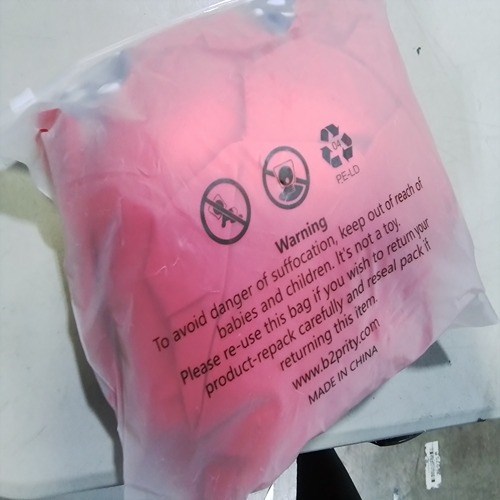 04
PE-LD
Warning
To avoid danger of suffocation, keep out of reach of
babies and children. It's not a toy.
Please re-use this bag if you wish to return your
product-repack carefully and reseal pack it
returning this item.
www.b2prity.com
MADE IN CHINA